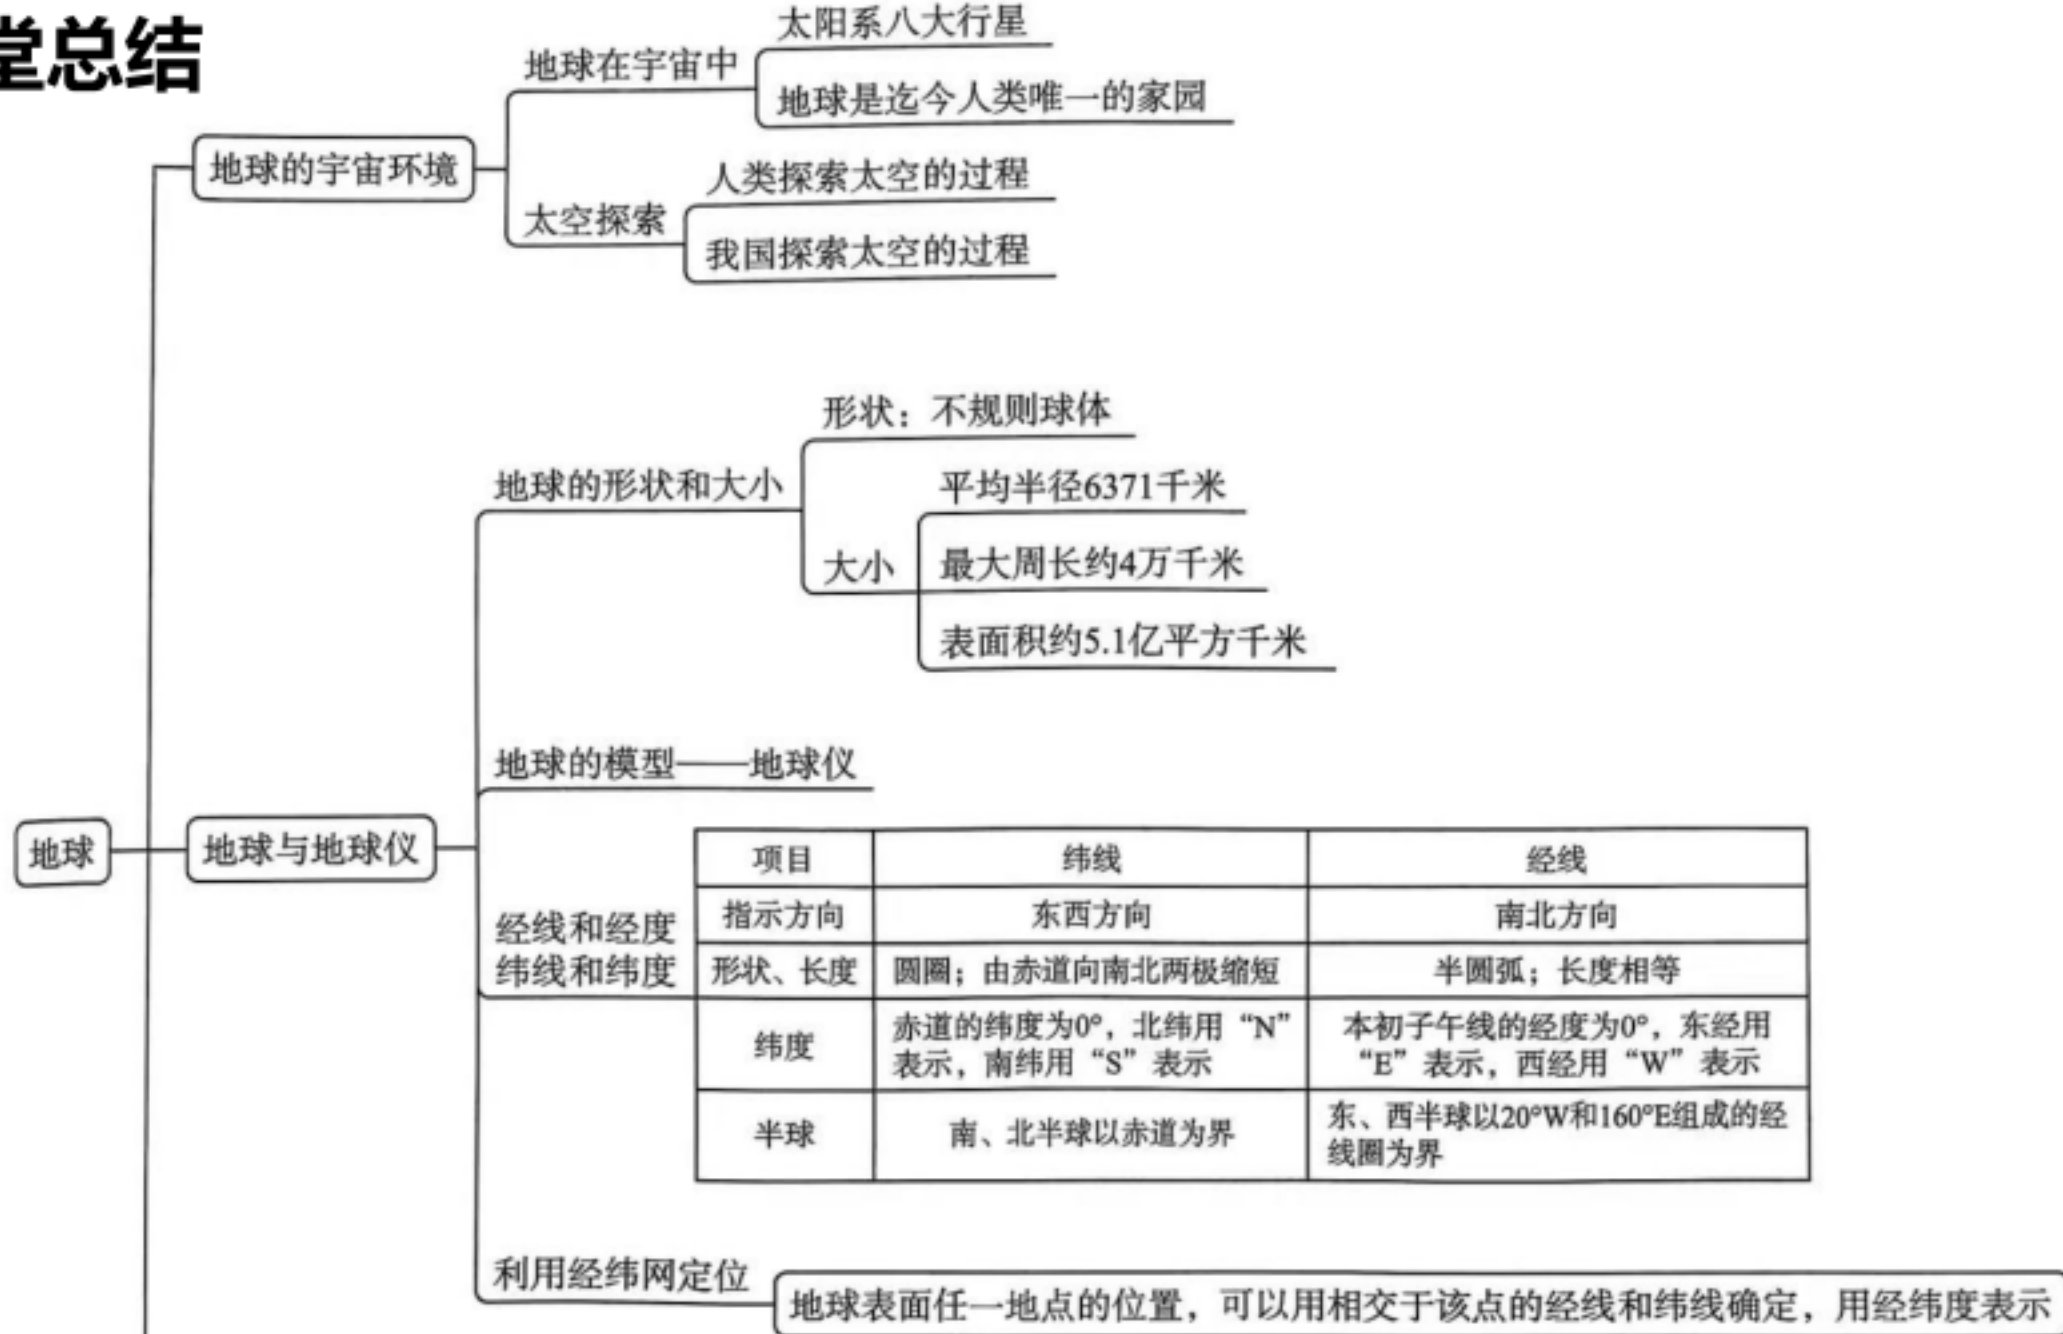 堂总结
太阳系八大行星
地球在宇宙中
地球是迄今人类唯一的家园
地球的宇宙环境
人类探索太空的过程
太空探索
我国探索太空的过程
形状：不规则球体
地球的形状和大小
平均半径6371千米
大小
最大周长约4万千米
表面积约5.1亿平方千米
地球的模型——地球仪
地球
地球与地球仪
经线和经度
纬线和纬度
项目 纬线 经线
指示方向 东西方向 南北方向
形状、长度 圆圈；由赤道向南北两极缩短 半圆弧；长度相等
纬度
赤道的纬度为0°，北纬用“N”
表示，南纬用“S”表示
本初子午线的经度为0°，东经用
“E”表示，西经用“W”表示
半球
南、北半球以赤道为界
东、西半球以20°W和160°E组成的经
线圈为界
利用经纬网定位
地球表面任一地点的位置，可以用相交于该点的经线和纬线确定，用经纬度表示